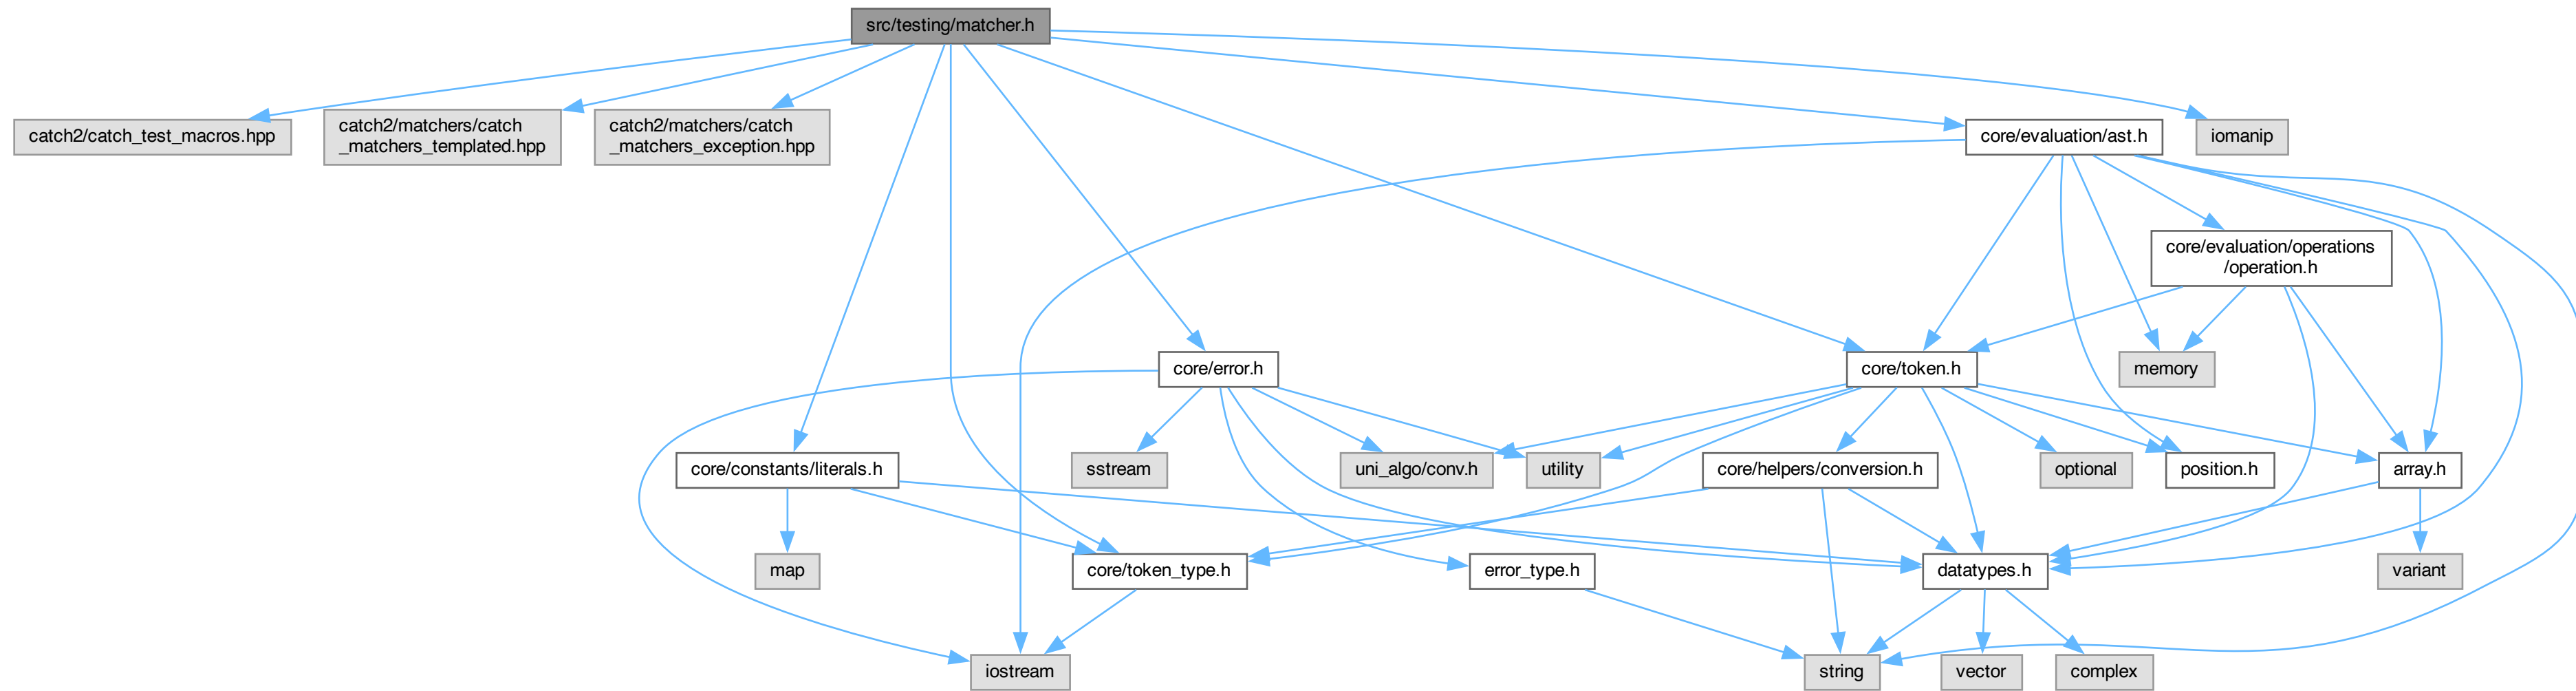 src/testing/matcher.h
catch2/catch_test_macros.hpp
catch2/matchers/catch
_matchers_templated.hpp
catch2/matchers/catch
_matchers_exception.hpp
core/evaluation/ast.h
iomanip
core/evaluation/operations
/operation.h
core/error.h
core/token.h
memory
core/constants/literals.h
sstream
uni_algo/conv.h
utility
core/helpers/conversion.h
optional
position.h
array.h
map
core/token_type.h
error_type.h
datatypes.h
variant
iostream
string
vector
complex